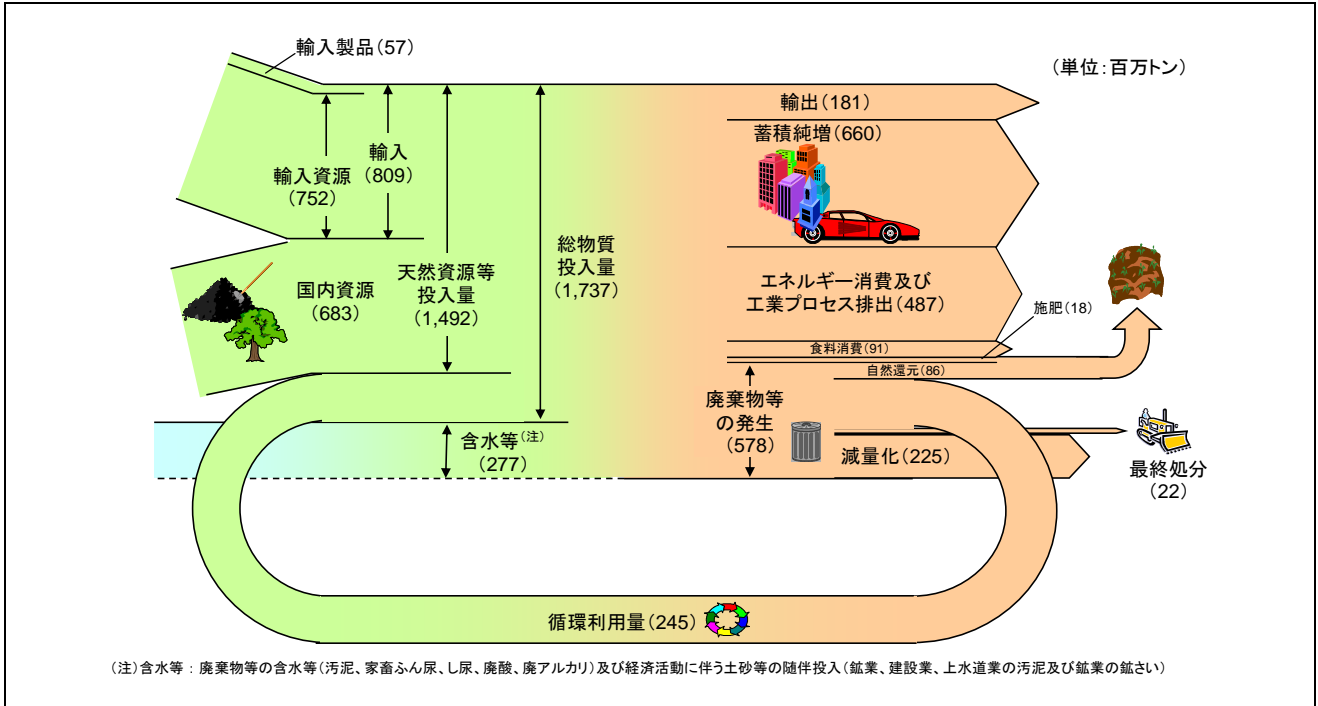 輸入製品(57)
(単位:百万トン)
輸出(181)
蓄積純増(660)
輸入
(809)
輸入資源
(752)
総物質
投入量
(1,737)
天然資源等
投入量
(1,492)
国内資源
(683)
エネルギー消費及び
工業プロセス排出(487)
施肥(18)
食料消費(91)
自然還元(86)
廃棄物等
の発生
(578)
含水等(注)
(277)
減量化(225)
最終処分
(22)
循環利用量(245)
(注)含水等 : 廃棄物等の含水等(汚泥、家畜ふん尿、し尿、廃酸、廃アルカリ)及び経済活動に伴う土砂等の随伴投入(鉱業、建設業、上水道業の汚泥及び鉱業の鉱さい)